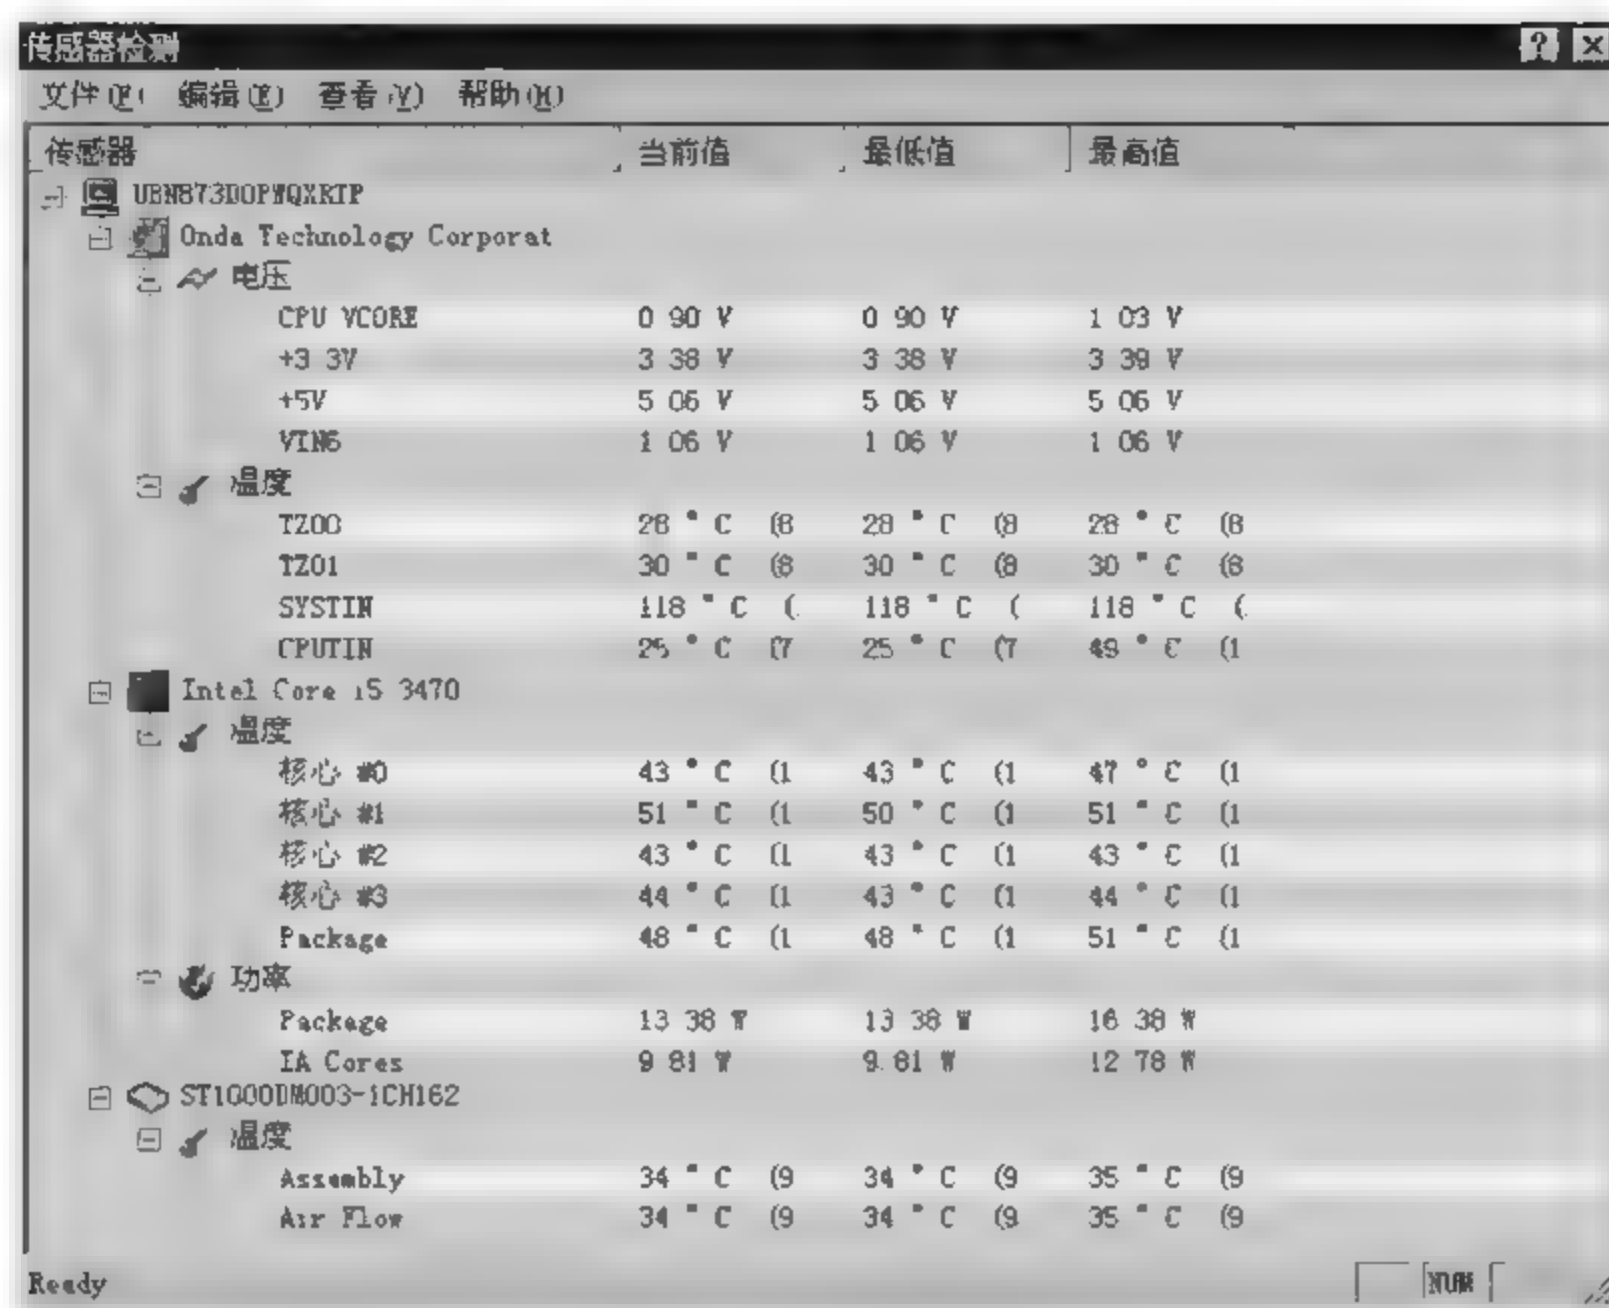 传感器检测
文件(F) 编辑(E) 查看(V) 帮助(H)
传感器 当前值 最低值 最高值
Onda Technology Corporat
电压
CPU VCORE 0 90 V 0 90 V 1 03 V
+3 3V 3 38 V 3 38 V 3 39 V
+5V 5 06 V 5 06 V 5 06 V
VIN6 1 06 V 1 06 V 1 06 V
温度
TZ00 28 ° C (8 28 ° C (8 28 ° C (8
TZ01 30 ° C (8 30 ° C (8 30 ° C (8
SYSTIN 118 ° C ( 118 ° C ( 118 ° C (
CPUTIN 25 ° C (7 25 ° C (7 49 ° C (1
Intel Core i5 3470
温度
核心 #0 43 ° C (1 43 ° C (1 47 ° C (1
核心 #1 51 ° C (1 50 ° C (1 51 ° C (1
核心 #2 43 ° C (1 43 ° C (1 43 ° C (1
核心 #3 44 ° C (1 43 ° C (1 44 ° C (1
Package 48 ° C (1 48 ° C (1 51 ° C (1
功率
Package 13 38 W 13 38 W 16 38 W
IA Cores 9 81 W 9.81 W 12 78 W
ST1000DM003-1CH162
温度
Assembly 34 ° C (9 34 ° C (9 35 ° C (9
Air Flow 34 ° C (9 34 ° C (9 35 ° C (9
Ready NUM